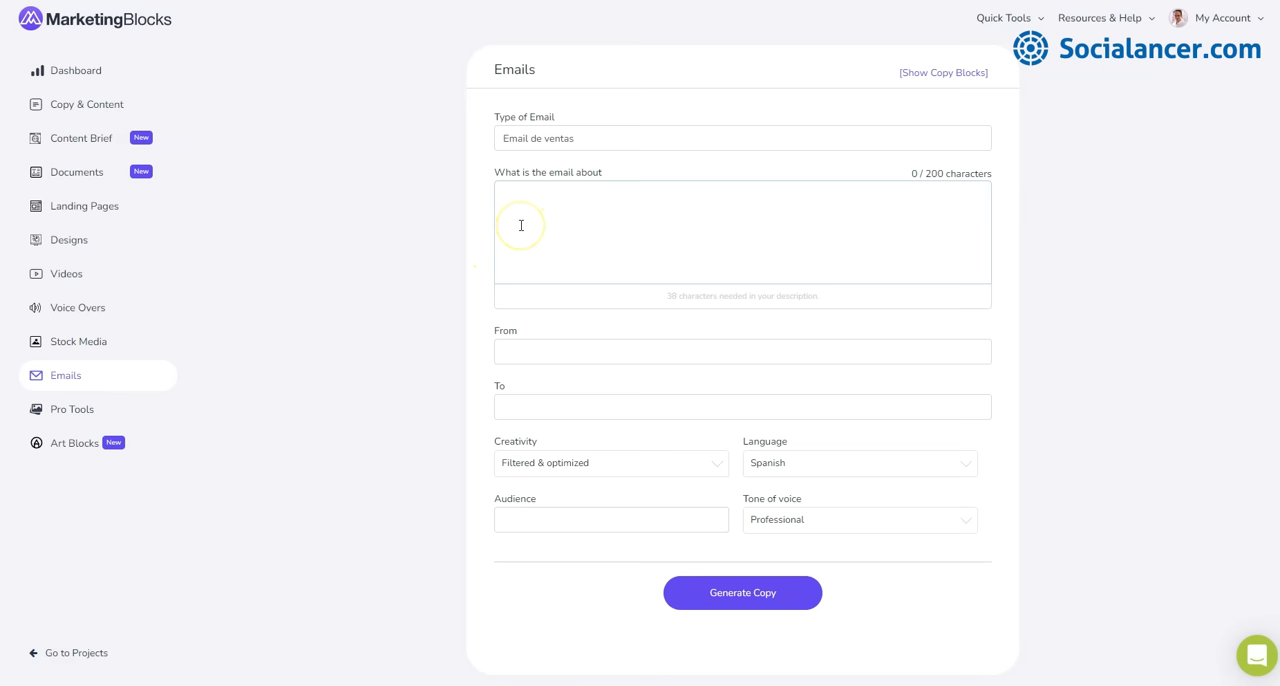 MarketingBlocks
Quick Tools
Resources & Help
My Account
Socialancer.com
Dashboard
Copy & Content
Content Brief New
Documents New
Landing Pages
Designs
Videos
Voice Overs
Stock Media
Emails
Pro Tools
Art Blocks New
Go to Projects
Emails
[Show Copy Blocks]
Type of Email
Email de ventas
What is the email about
0 / 200 characters
38 characters needed in your description.
From
To
Creativity
Language
Filtered & optimized
Spanish
Audience
Tone of voice
Professional
Generate Copy